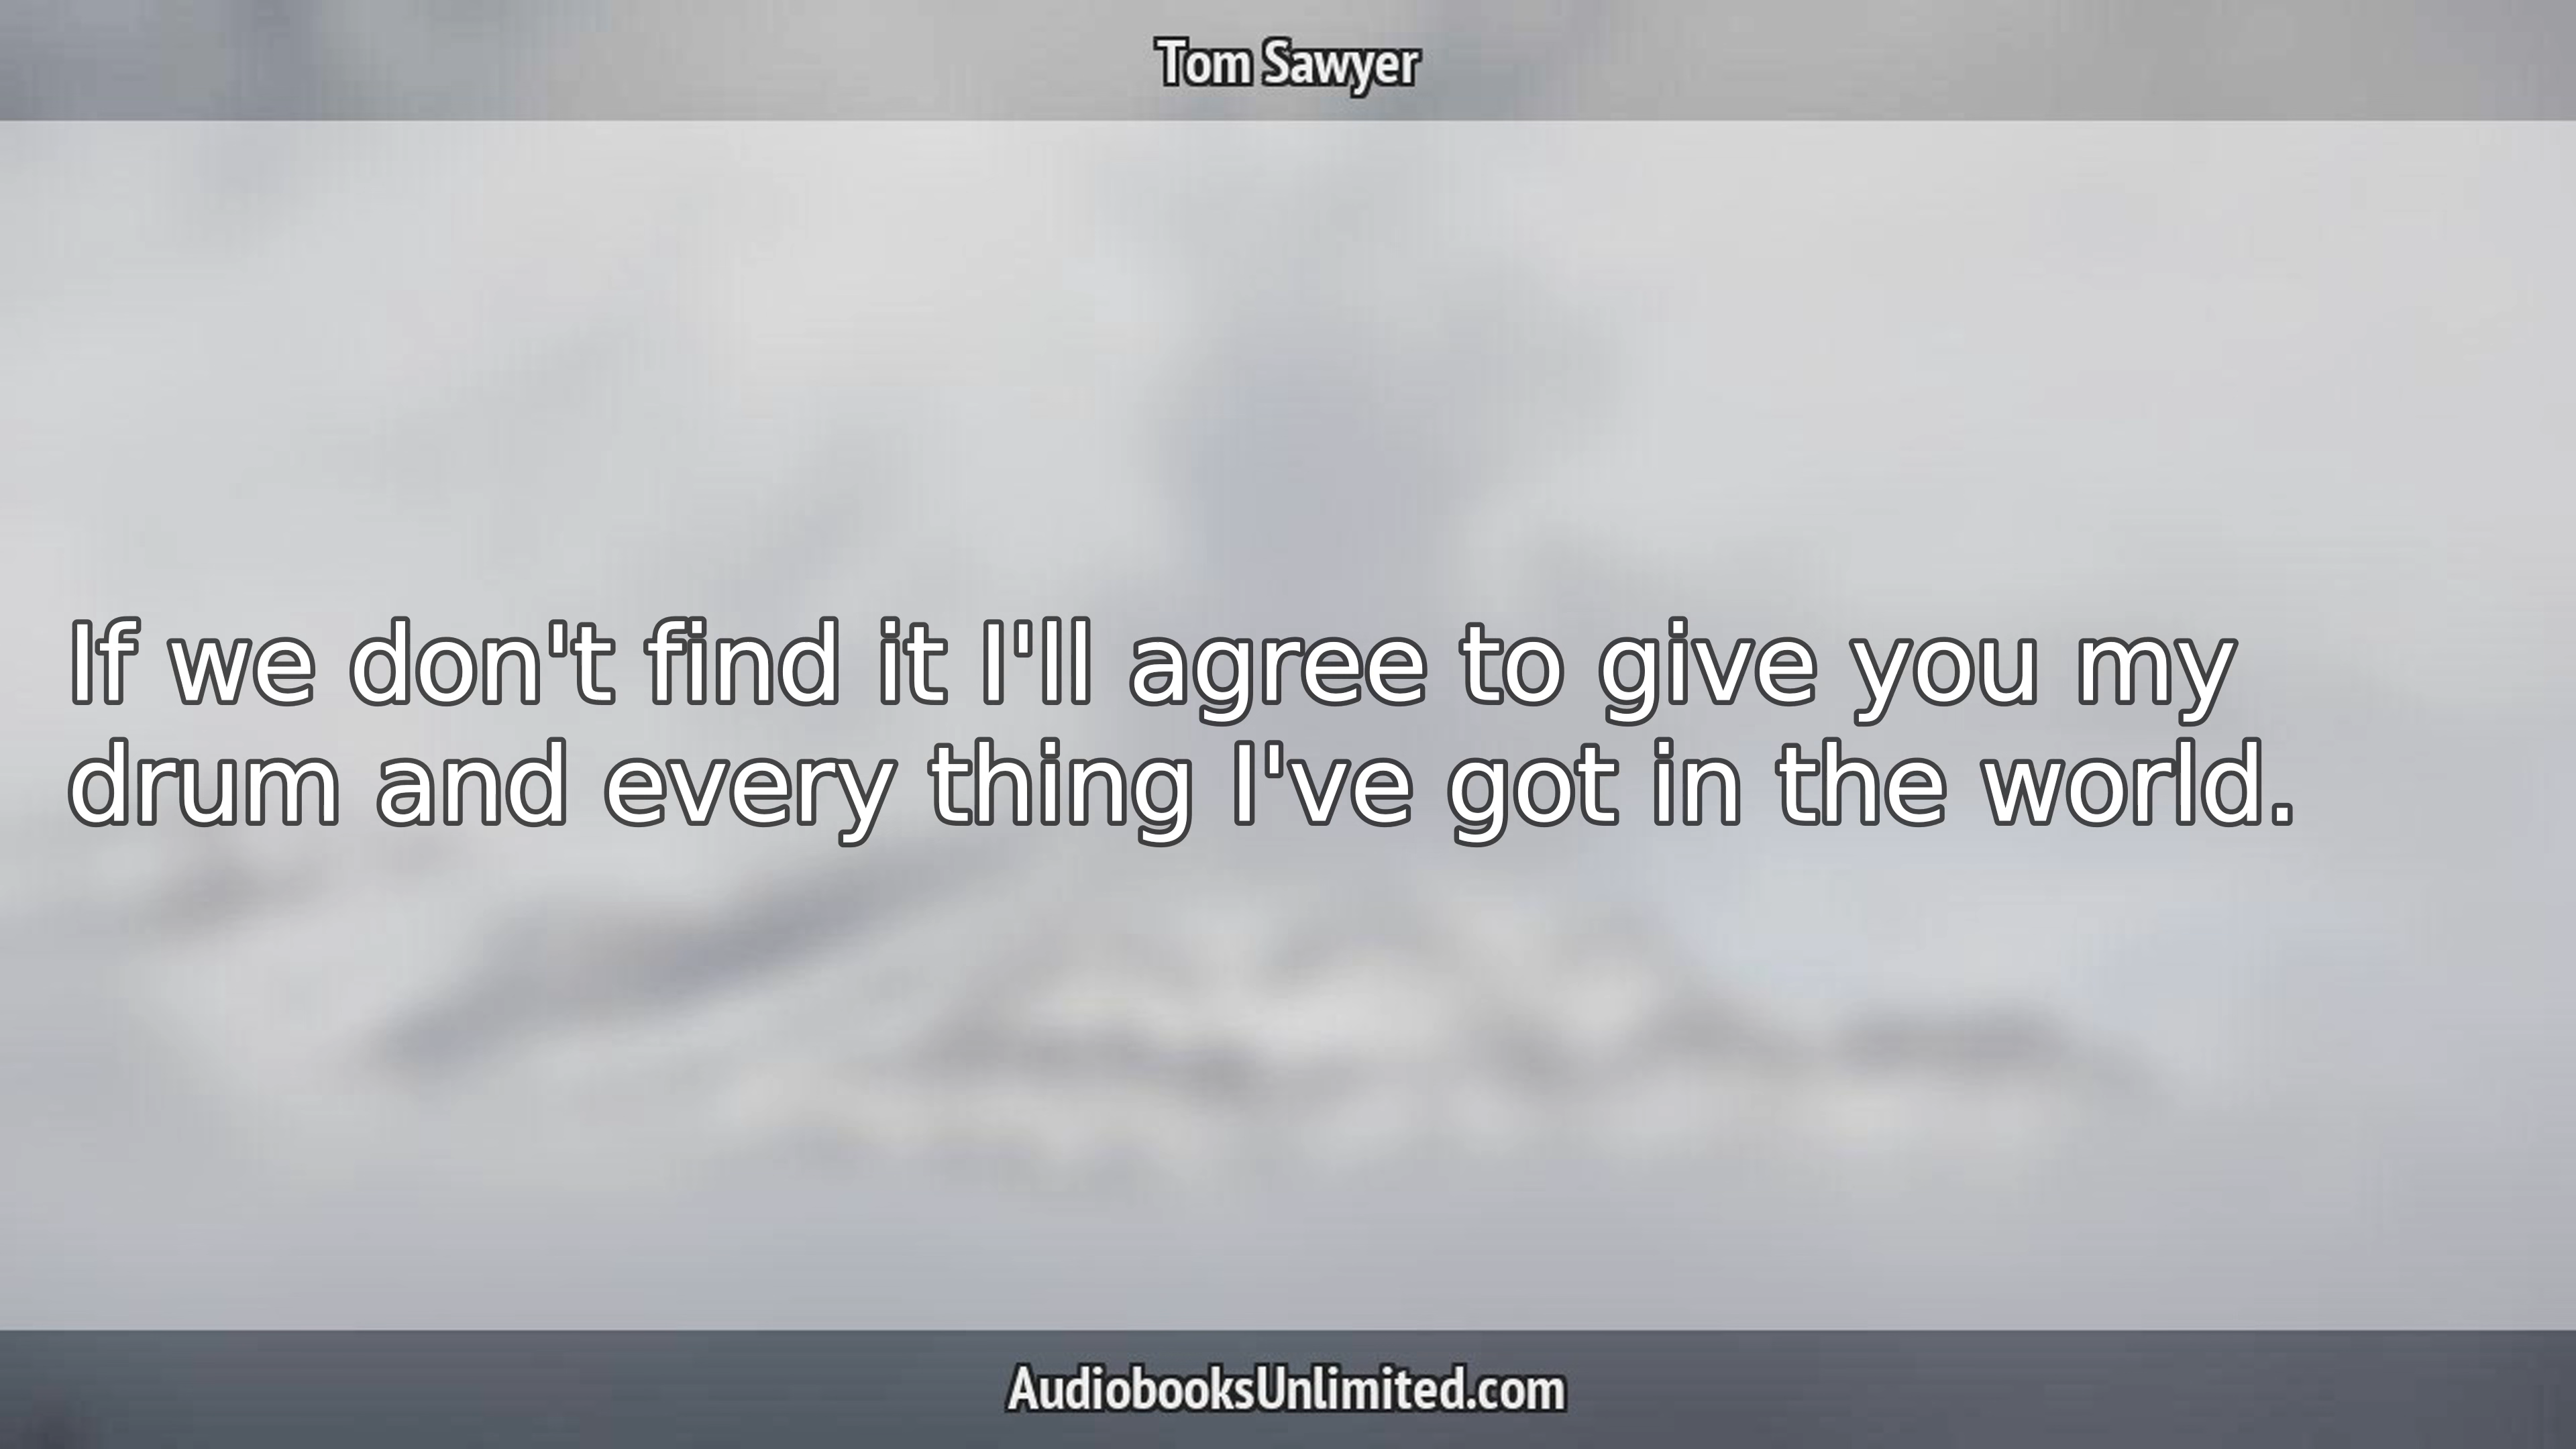 Tom Sawyer
If we don't find it I'll agree to give you my
drum and every thing I've got in the world.
AudiobooksUnlimited.com